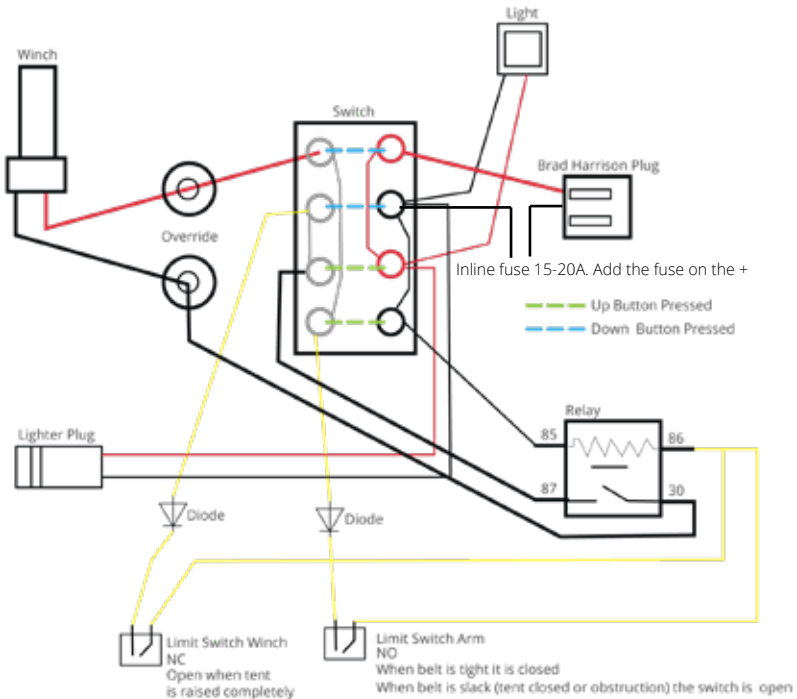 Light
Winch
Switch
Brad Harrison Plug
Override
Inline fuse 15-20A. Add the fuse on the +
Up Button Pressed
Down Button Pressed
Relay
85
86
87
30
Lighter Plug
Diode
Diode
Limit Switch Winch
NC
Open when tent
is raised completely
Limit Switch Arm
NO
When belt is tight it is closed
When belt is slack (tent closed or obstruction) the switch is open